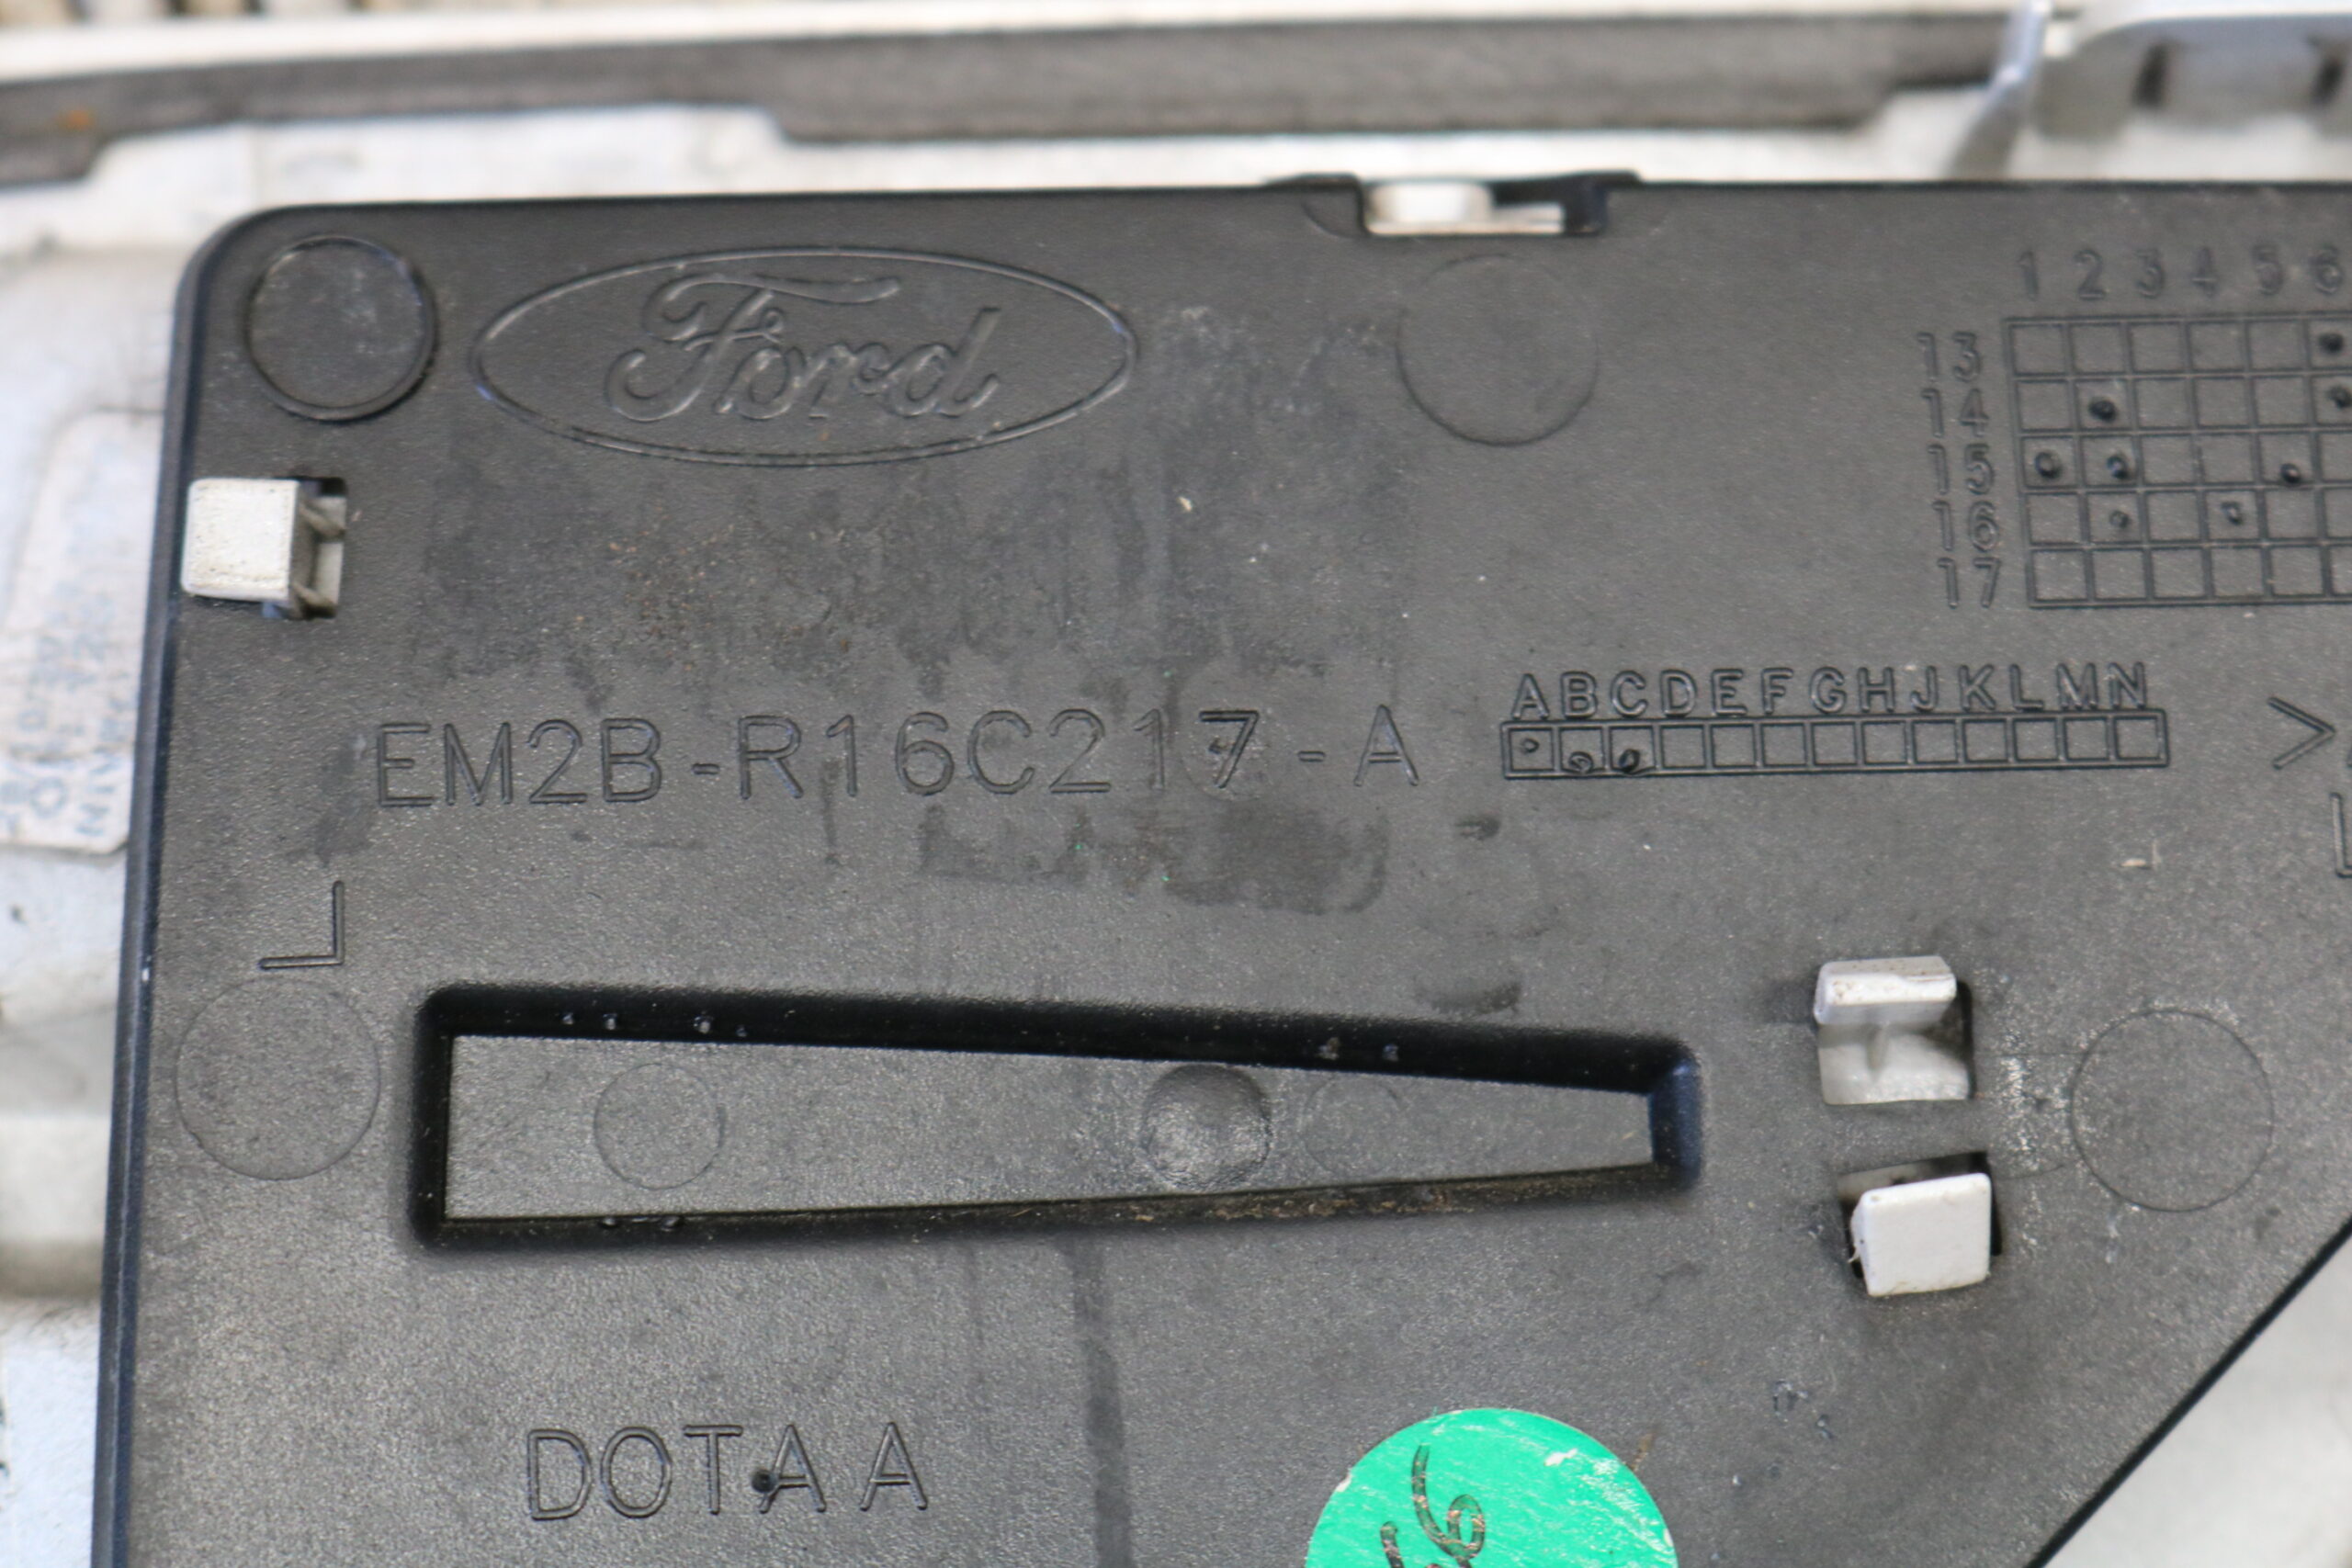 Ford
1 2 3 4 5 6
13
14
15
16
17
ABCDEFGHJKLMN
EM2B-R16C217-A
>
DOTA A